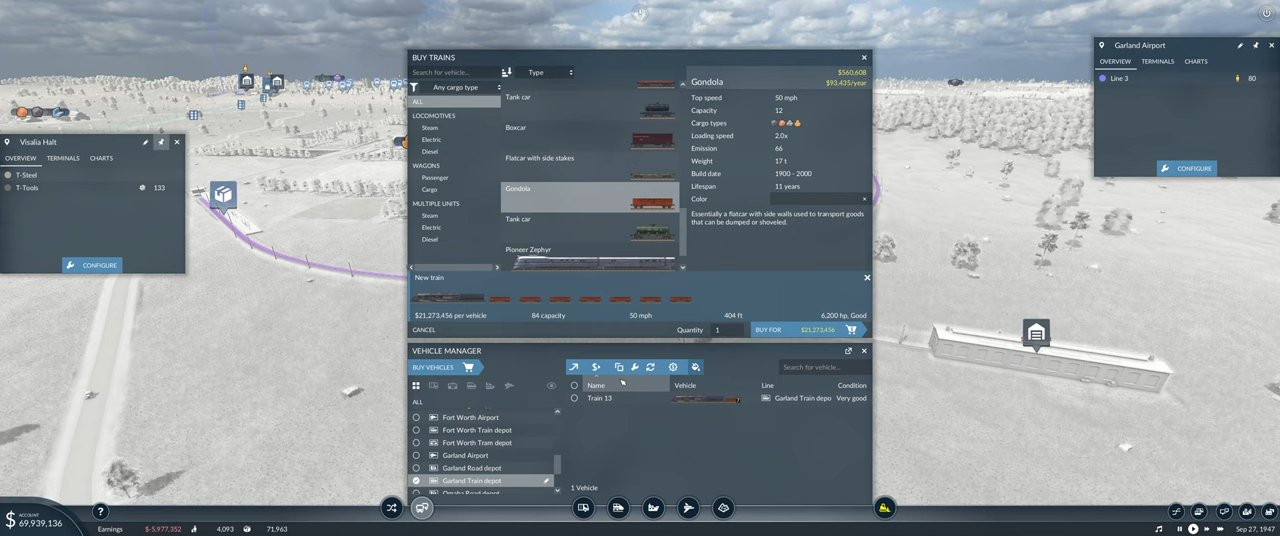 BUY TRAINS
Search for vehicle...
Type
Any cargo type
ALL
LOCOMOTIVES
Steam
Electric
Diesel
WAGONS
Passenger
Cargo
MULTIPLE UNITS
Steam
Electric
Diesel
Tank car
Boxcar
Flatcar with side stakes
Gondola
Tank car
Pioneer Zephyr
Gondola
$560,608
$93,435/year
Top speed 50 mph
Capacity 12
Cargo types
Loading speed 2.0x
Emission 66
Weight 17 t
Build date 1900 - 2000
Lifespan 11 years
Color
Essentially a flatcar with side walls used to transport goods
that can be dumped or shoveled.
New train
$21,273,456 per vehicle 84 capacity 50 mph 404 ft 6,200 hp, Good
CANCEL Quantity 1 BUY FOR $21,273,456
VEHICLE MANAGER
BUY VEHICLES
Search for vehicle...
ALL
Fort Worth Airport
Fort Worth Train depot
Fort Worth Tram depot
Garland Airport
Garland Road depot
Garland Train depot
Omaha Road depot
Name Vehicle Line Condition
Train 13 7 Garland Train depo Very good
1 Vehicle
Visalia Halt
OVERVIEW TERMINALS CHARTS
T-Steel
T-Tools 133
CONFIGURE
Garland Airport
OVERVIEW TERMINALS CHARTS
Line 3 80
CONFIGURE
$ ACCOUNT
69,939,136
?
Earnings $-5,977,352 4,093 71,963
Sep 27, 1947